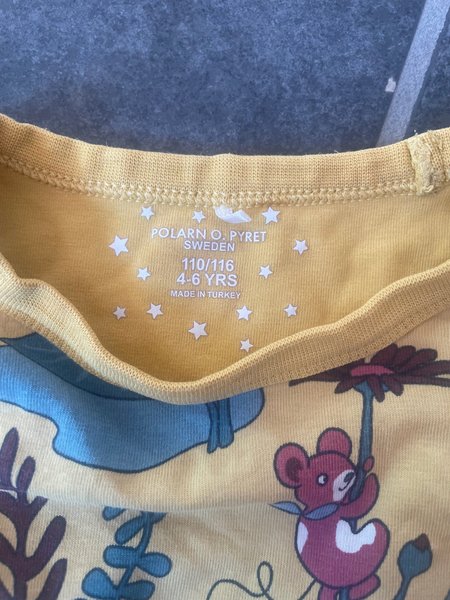 POLARN O. PYRET
SWEDEN
110/116
4-6 YRS
MADE IN TURKEY